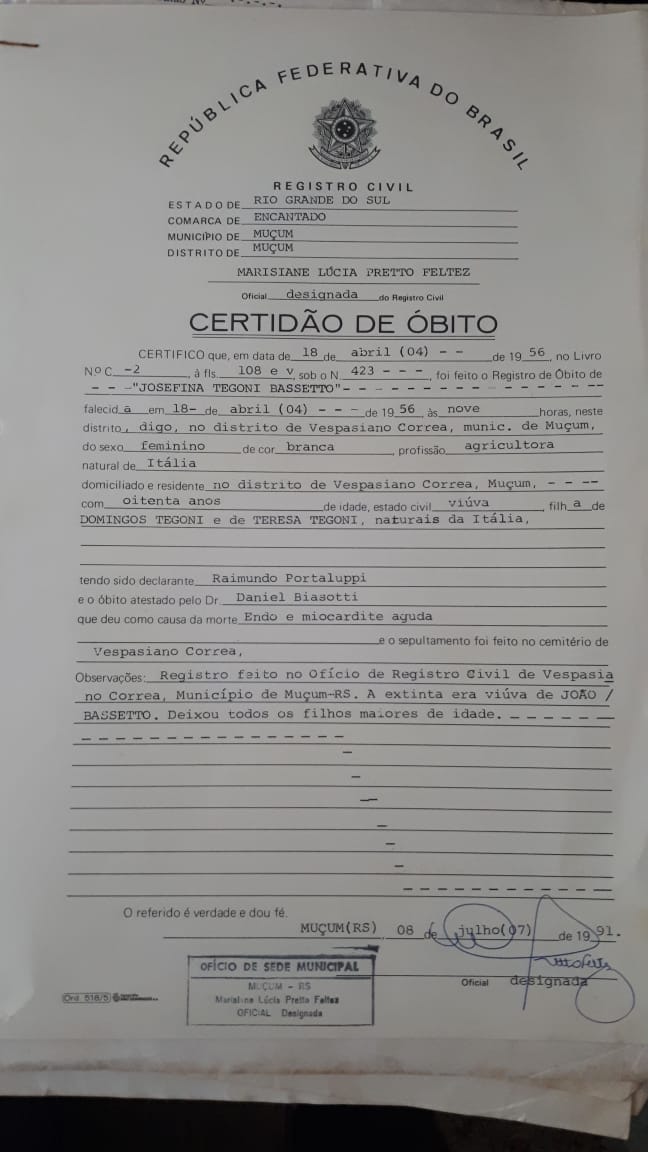 REPÚBLICA FEDERATIVA DO BRASIL
REGISTRO CIVIL
ESTADO DE RIO GRANDE DO SUL
COMARCA DE ENCANTADO
MUNICÍPIO DE MUÇUM
DISTRITO DE MUÇUM
MARISIANE LÚCIA PRETTO FELTEZ
Oficial designada do Registro Civil
CERTIDÃO DE ÓBITO
CERTIFICO que, em data de 18 de abril (04) - - de 19 56, no Livro
Nº C -2 , à fls. 108 e v, sob o N. 423 - - - , foi feito o Registro de Óbito de
- - -"JOSEFINA TEGONI BASSETTO"- - - - - - - - - - - - - - - - - --
falecid a em 18- de abril (04) - - - de 19 56, às nove horas, neste
distrito, digo, no distrito de Vespasiano Correa, munic. de Muçum,
do sexo feminino de cor branca , profissão agricultora
natural de Itália
domiciliado e residente no distrito de Vespasiano Correa, Muçum, - - --
com oitenta anos de idade, estado civil viúva , filh a de
DOMINGOS TEGONI e de TERESA TEGONI, naturais da Itália,
tendo sido declarante Raimundo Portaluppi
e o óbito atestado pelo Dr. Daniel Biasotti
que deu como causa da morte Endo e miocardite aguda
e o sepultamento foi feito no cemitério de
Vespasiano Correa,
Observações: Registro feito no Ofício de Registro Civil de Vespasia
no Correa, Município de Muçum-RS. A extinta era viúva de JOÃO /
BASSETTO. Deixou todos os filhos maiores de idade. - - - - - - -
- - - - - - - - - - - - - - - -
-
-
-
-
-
-
- - - - - - - - - - - -
O referido é verdade e dou fé.
MUÇUM(RS) 08 de julho(07) de 19 91.
Oficial designada
OFÍCIO DE SEDE MUNICIPAL
MUÇUM - RS
Marisiane Lúcia Pretto Feltez
OFICIAL Designada
Ord. 518/5